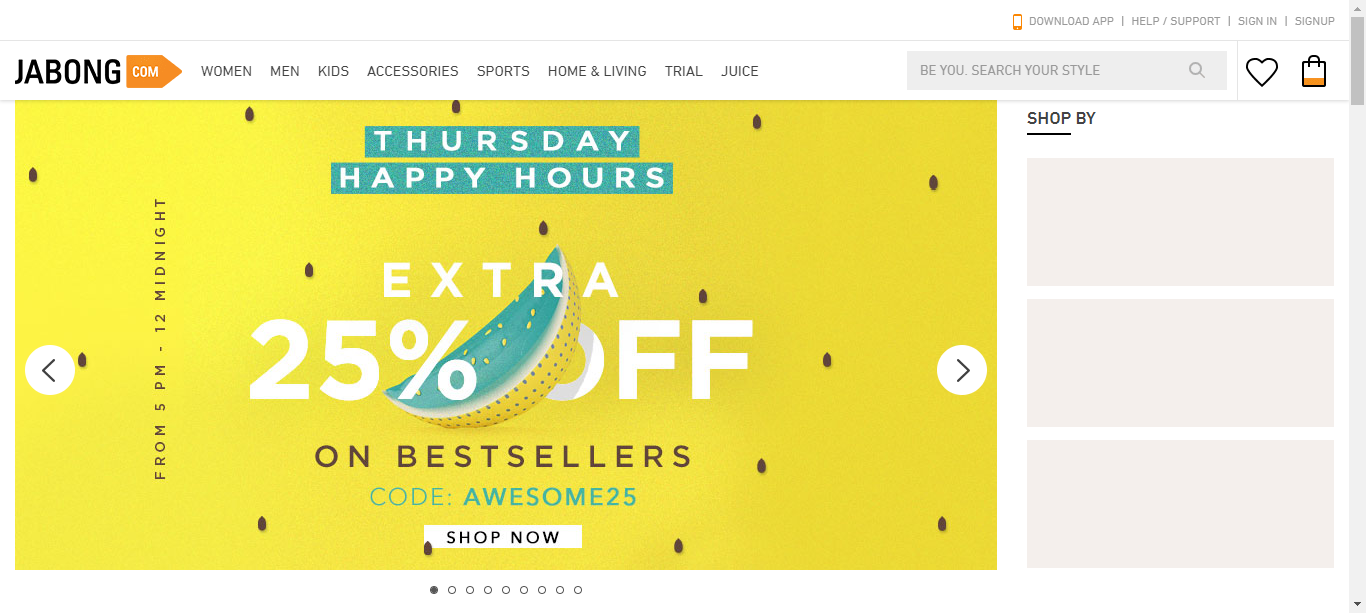 DOWNLOAD APP | HELP / SUPPORT | SIGN IN | SIGNUP
JABONG COM
WOMEN MEN KIDS ACCESSORIES SPORTS HOME & LIVING TRIAL JUICE
BE YOU. SEARCH YOUR STYLE
THURSDAY
HAPPY HOURS
FROM 5 PM - 12 MIDNIGHT
EXTRA
25% OFF
ON BESTSELLERS
CODE: AWESOME25
SHOP NOW
SHOP BY